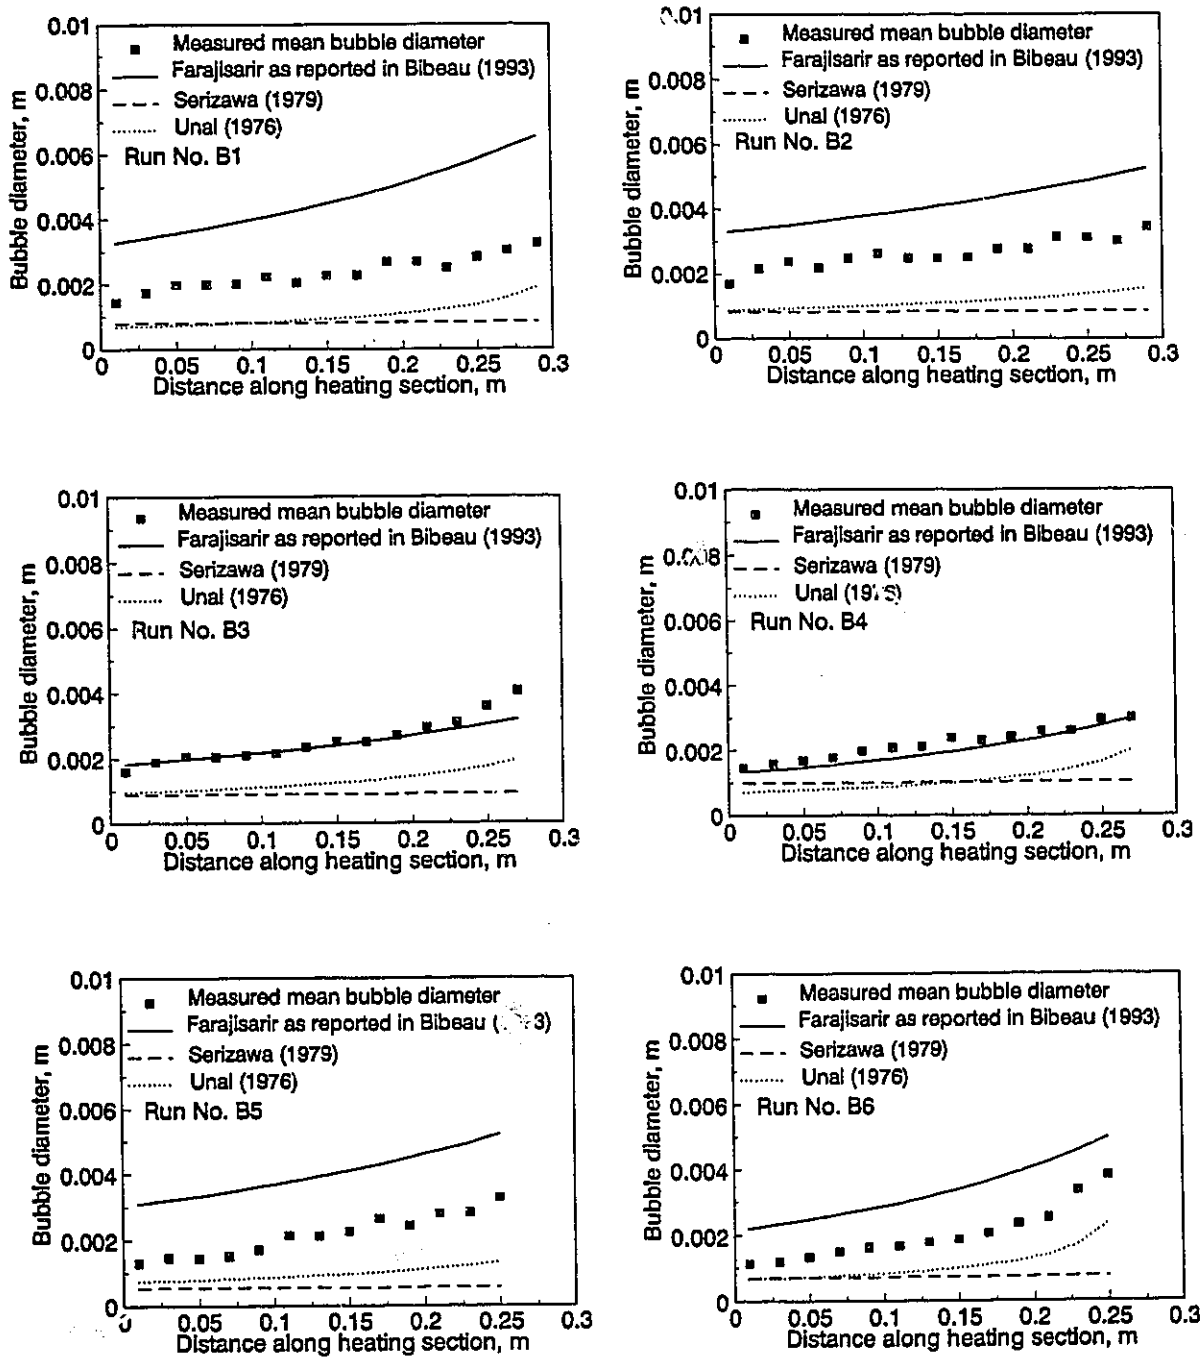 0.01
Measured mean bubble diameter
Farajisarir as reported in Bibeau (1993)
0.008
Serizawa (1979)
Unal (1976)
0.006
Run No. B1
0.004
0.002
0
Bubble diameter, m
0 0.05 0.1 0.15 0.2 0.25 0.3
Distance along heating section, m
0.01
Measured mean bubble diameter
Farajisarir as reported in Bibeau (1993)
0.008
Serizawa (1979)
Unal (1976)
0.006
Run No. B2
0.004
0.002
0
Bubble diameter, m
0 0.05 0.1 0.15 0.2 0.25 0.3
Distance along heating section, m
0.01
Measured mean bubble diameter
Farajisarir as reported in Bibeau (1993)
0.008
Serizawa (1979)
Unal (1976)
0.006
Run No. B3
0.004
0.002
0
Bubble diameter, m
0 0.05 0.1 0.15 0.2 0.25 0.3
Distance along heating section, m
0.01
Measured mean bubble diameter
Farajisarir as reported in Bibeau (1993)
Serizawa (1979)
Unal
0.006
Run No. B4
0.004
0.002
0
Bubble diameter, m
0 0.05 0.1 0.15 0.2 0.25 0.3
Distance along heating section, m
0.01
Measured mean bubble diameter
Farajisarir as reported in Bibeau
0.008
Serizawa (1979)
Unal (1976)
0.006
Run No. B5
0.004
0.002
0
Bubble diameter, m
0.05 0.1 0.15 0.2 0.25 0.3
Distance along heating section, m
0.01
Measured mean bubble diameter
Farajisarir as reported in Bibeau (1993)
0.008
Serizawa (1979)
Unal (1976)
0.006
Run No. B6
0.004
0.002
0
Bubble diameter, m
0 0.05 0.1 0.15 0.2 0.25 0.3
Distance along heating section, m